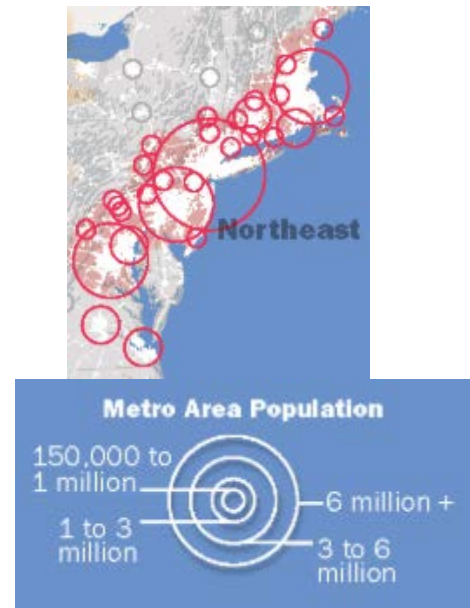 Northeast
Metro Area Population
150,000 to
1 million
6 million +
1 to 3
million
3 to 6
million